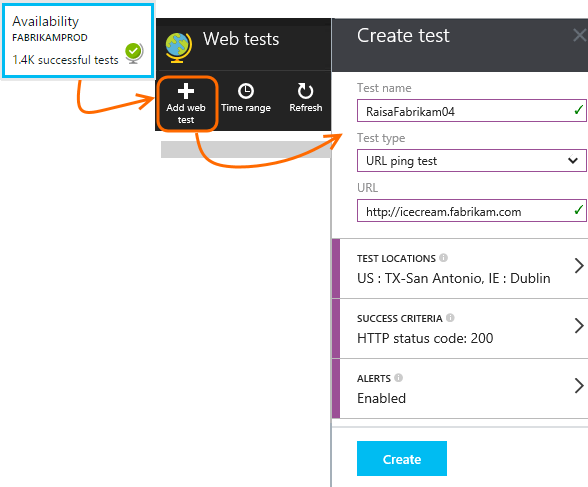 Availability
FABRIKAMPROD
1.4K successful tests
Web tests
Add web
test
Time range
Refresh
Create test
Test name
RaisaFabrikam04
Test type
URL ping test
URL
http://icecream.fabrikam.com
TEST LOCATIONS
US : TX-San Antonio, IE : Dublin
SUCCESS CRITERIA
HTTP status code: 200
ALERTS
Enabled
Create